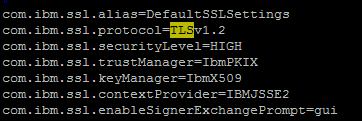 com.ibm.ssl.alias=DefaultSSLSettings
com.ibm.ssl.protocol=TLSv1.2
com.ibm.ssl.securityLevel=HIGH
com.ibm.ssl.trustManager=IbmPKIX
com.ibm.ssl.keyManager=IbmX509
com.ibm.ssl.contextProvider=IBMJSSE2
com.ibm.ssl.enableSignerExchangePrompt=gui